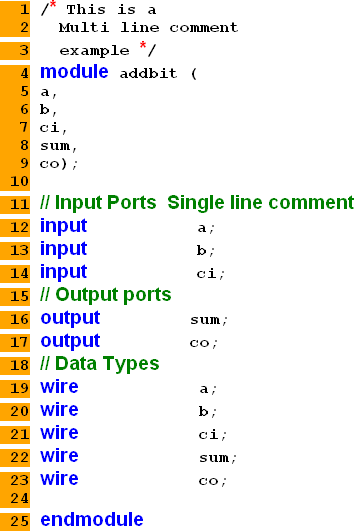 1 /* This is a
2 Multi line comment
3 example */
4 module addbit (
5 a,
6 b,
7 ci,
8 sum,
9 co);
10
11 // Input Ports Single line comment
12 input a;
13 input b;
14 input ci;
15 // Output ports
16 output sum;
17 output co;
18 // Data Types
19 wire a;
20 wire b;
21 wire ci;
22 wire sum;
23 wire co;
24
25 endmodule